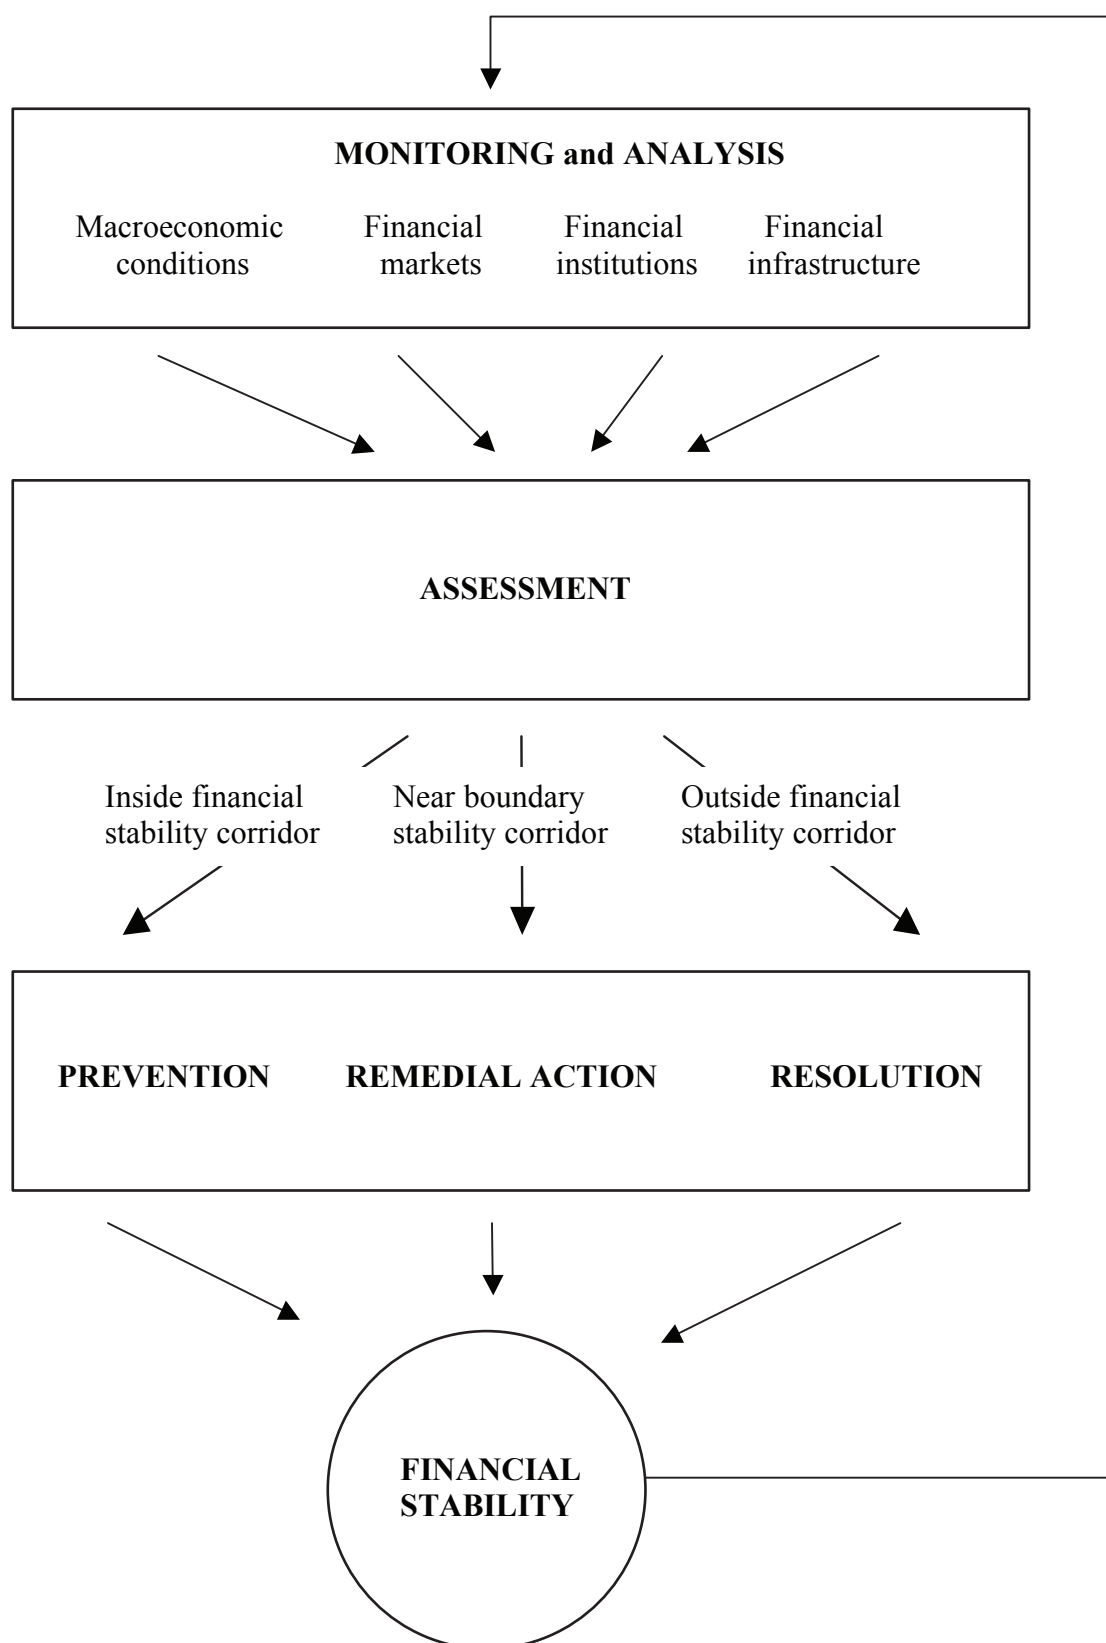 MONITORING and ANALYSIS
Macroeconomic conditions
Financial markets
Financial institutions
Financial infrastructure
ASSESSMENT
Inside financial
stability corridor
Near boundary
stability corridor
Outside financial
stability corridor
PREVENTION
REMEDIAL ACTION
RESOLUTION
FINANCIAL
STABILITY